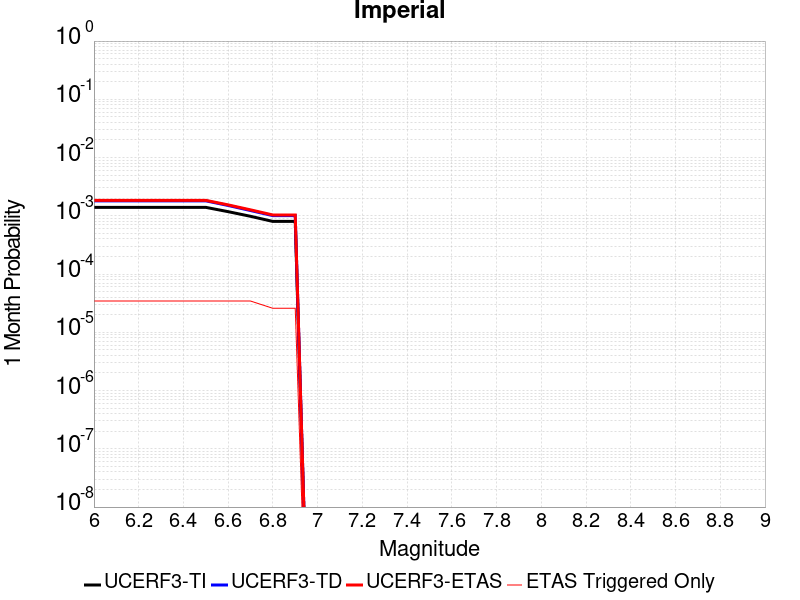 Imperial
10^0
10^-1
10^-2
10^-3
10^-4
10^-5
10^-6
10^-7
10^-8
1 Month Probability
6 6.2 6.4 6.6 6.8 7 7.2 7.4 7.6 7.8 8 8.2 8.4 8.6 8.8 9
Magnitude
UCERF3-TI UCERF3-TD UCERF3-ETAS ETAS Triggered Only